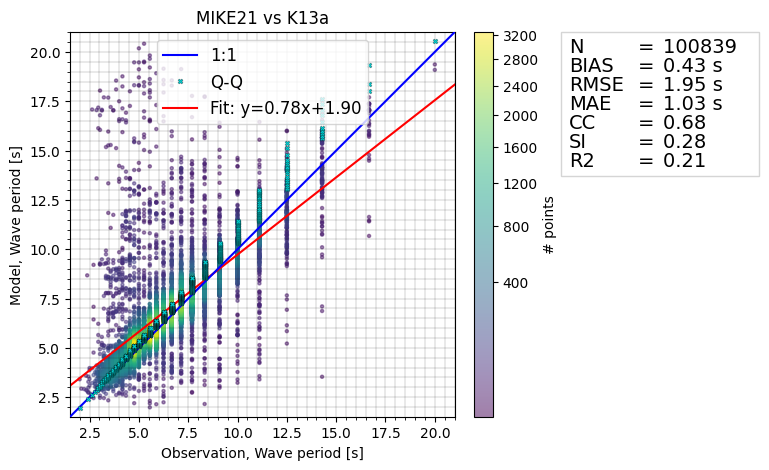 MIKE21 vs K13a
1:1
Q-Q
Fit: y=0.78x+1.90
20.0
17.5
15.0
12.5
10.0
7.5
5.0
2.5
Model, Wave period [s]
2.5 5.0 7.5 10.0 12.5 15.0 17.5 20.0
Observation, Wave period [s]
3200
2800
2400
2000
1600
1200
800
400
# points
N = 100839
BIAS = 0.43 s
RMSE = 1.95 s
MAE = 1.03 s
CC = 0.68
SI = 0.28
R2 = 0.21